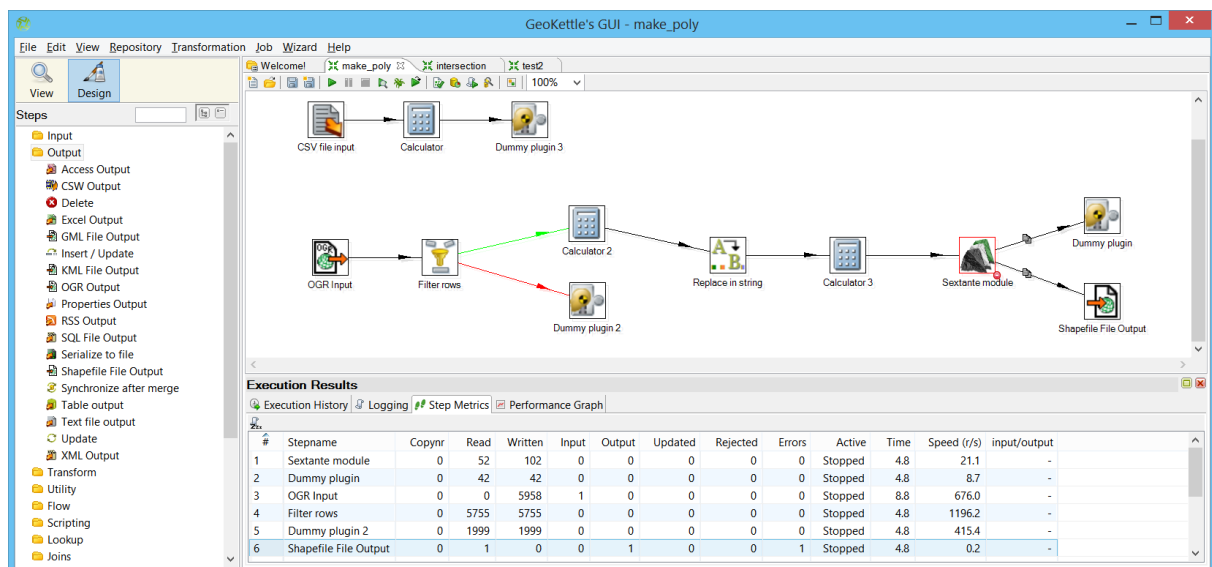 GeoKettle's GUI - make_poly
File Edit View Repository Transformation Job Wizard Help
View Design
Steps
Input
Output
Access Output
CSW Output
Delete
Excel Output
GML File Output
Insert / Update
KML File Output
OGR Output
Properties Output
RSS Output
SQL File Output
Serialize to file
Shapefile File Output
Synchronize after merge
Table output
Text file output
Update
XML Output
Transform
Utility
Flow
Scripting
Lookup
Joins
Welcome! make_poly intersection test2
100%
CSV file input Calculator Dummy plugin 3
Calculator 2
Dummy plugin
OGR Input Filter rows Replace in string Calculator 3 Sextante module
Dummy plugin 2 Shapefile File Output
Execution Results
Execution History Logging Step Metrics Performance Graph
# Stepname Copynr Read Written Input Output Updated Rejected Errors Active Time Speed (r/s) input/output
1 Sextante module 0 52 102 0 0 0 0 0 Stopped 4.8 21.1 -
2 Dummy plugin 0 42 42 0 0 0 0 0 Stopped 4.8 8.7 -
3 OGR Input 0 0 5958 1 0 0 0 0 Stopped 8.8 676.0 -
4 Filter rows 0 5755 5755 0 0 0 0 0 Stopped 4.8 1196.2 -
5 Dummy plugin 2 0 1999 1999 0 0 0 0 0 Stopped 4.8 415.4 -
6 Shapefile File Output 0 1 0 0 1 0 0 1 Stopped 4.8 0.2 -